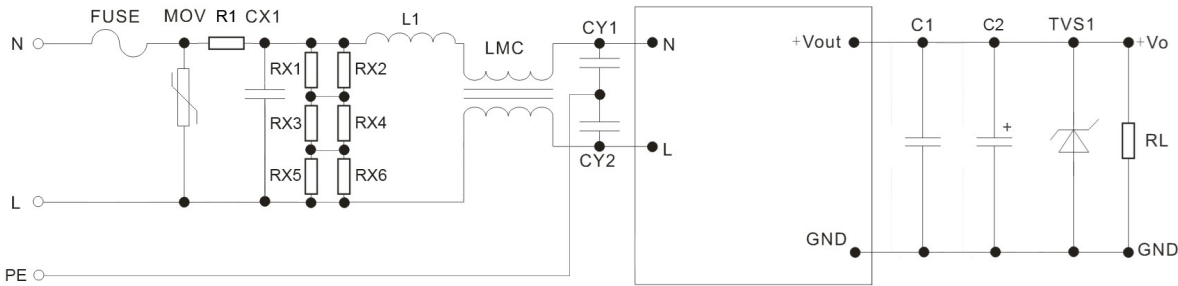 FUSE MOV R1 CX1 L1 LMC CY1 C1 C2 TVS1
N N +Vout +Vo
RX1 RX2
RX3 RX4 + RL
RX5 RX6 CY2 L
L GND GND
PE